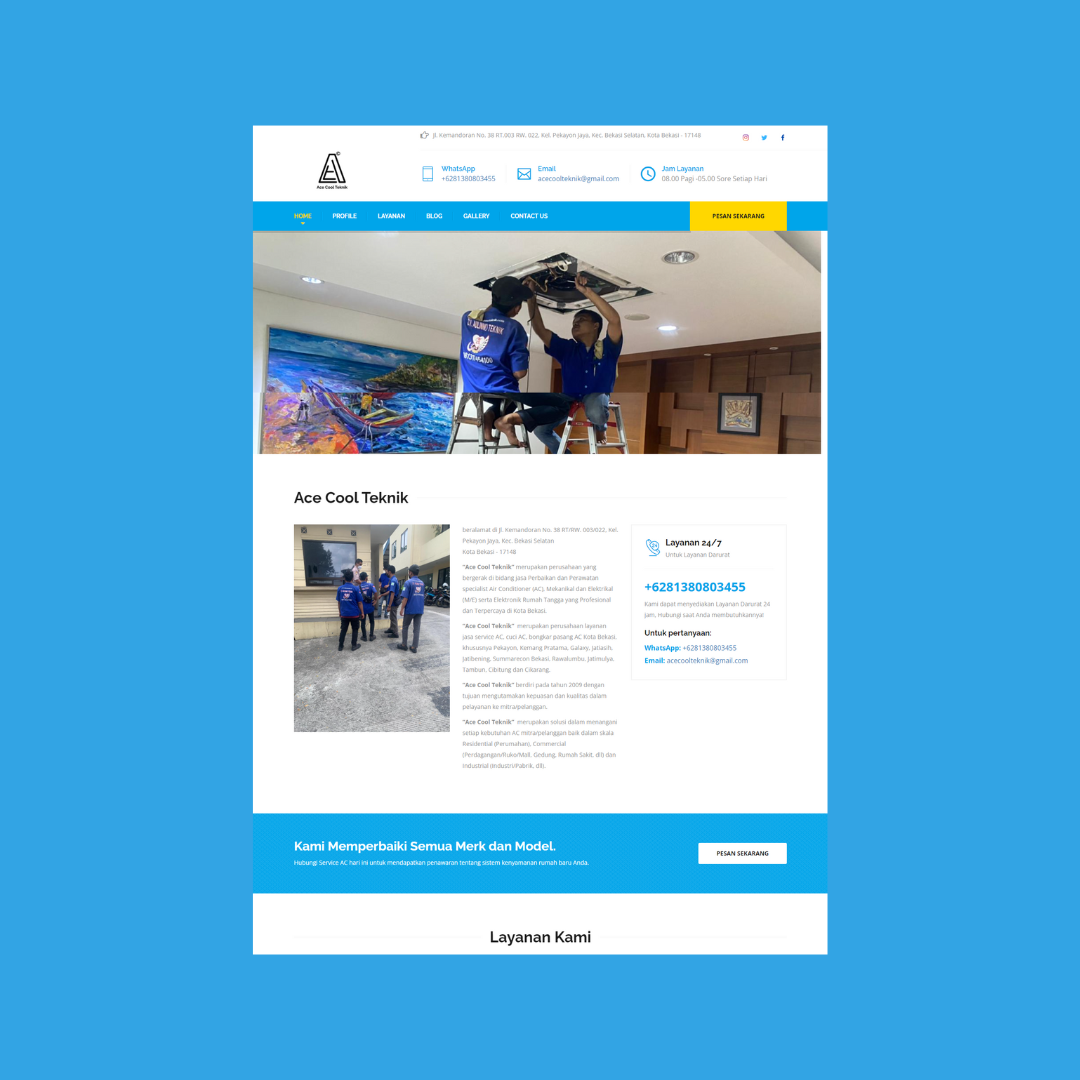 Jl. Kemandoran No. 38 RT.003 RW. 022, Kel. Pekayon Jaya, Kec. Bekasi Selatan, Kota Bekasi - 17148
Ace Cool Teknik
WhatsApp
+6281380803455
Email
acecoolteknik@gmail.com
Jam Layanan
08.00 Pagi -05.00 Sore Setiap Hari
HOME PROFILE LAYANAN BLOG GALLERY CONTACT US PESAN SEKARANG
Ace Cool Teknik
beralamat di Jl. Kemandoran No. 38 RT/RW. 003/022, Kel.
Pekayon Jaya, Kec. Bekasi Selatan
Kota Bekasi - 17148
"Ace Cool Teknik" merupakan perusahaan yang
bergerak di bidang jasa Perbaikan dan Perawatan
specialist Air Conditioner (AC), Mekanikal dan Elektrikal
(M/E) serta Elektronik Rumah Tangga yang Profesional
dan Terpercaya di Kota Bekasi.
"Ace Cool Teknik" merupakan perusahaan layanan
jasa service AC, cuci AC, bongkar pasang AC Kota Bekasi,
khususnya Pekayon, Kemang Pratama, Galaxy, Jatiasih,
Jatibening, Summarecon Bekasi, Rawalumbu, Jatimulya,
Tambun, Cibitung dan Cikarang.
"Ace Cool Teknik" berdiri pada tahun 2009 dengan
tujuan mengutamakan kepuasan dan kualitas dalam
pelayanan ke mitra/pelanggan.
"Ace Cool Teknik" merupakan solusi dalam menangani
setiap kebutuhan AC mitra/pelanggan baik dalam skala
Residential (Perumahan), Commercial
(Perdagangan/Ruko/Mall, Gedung, Rumah Sakit, dll) dan
Industrial (Industri/Pabrik, dll).
Layanan 24/7
Untuk Layanan Darurat
+6281380803455
Kami dapat menyediakan Layanan Darurat 24
jam, Hubungi saat Anda membutuhkannya!
Untuk pertanyaan:
WhatsApp: +6281380803455
Email: acecoolteknik@gmail.com
Kami Memperbaiki Semua Merk dan Model.
Hubungi Service AC hari ini untuk mendapatkan penawaran tentang sistem kenyamanan rumah baru Anda.
PESAN SEKARANG
Layanan Kami